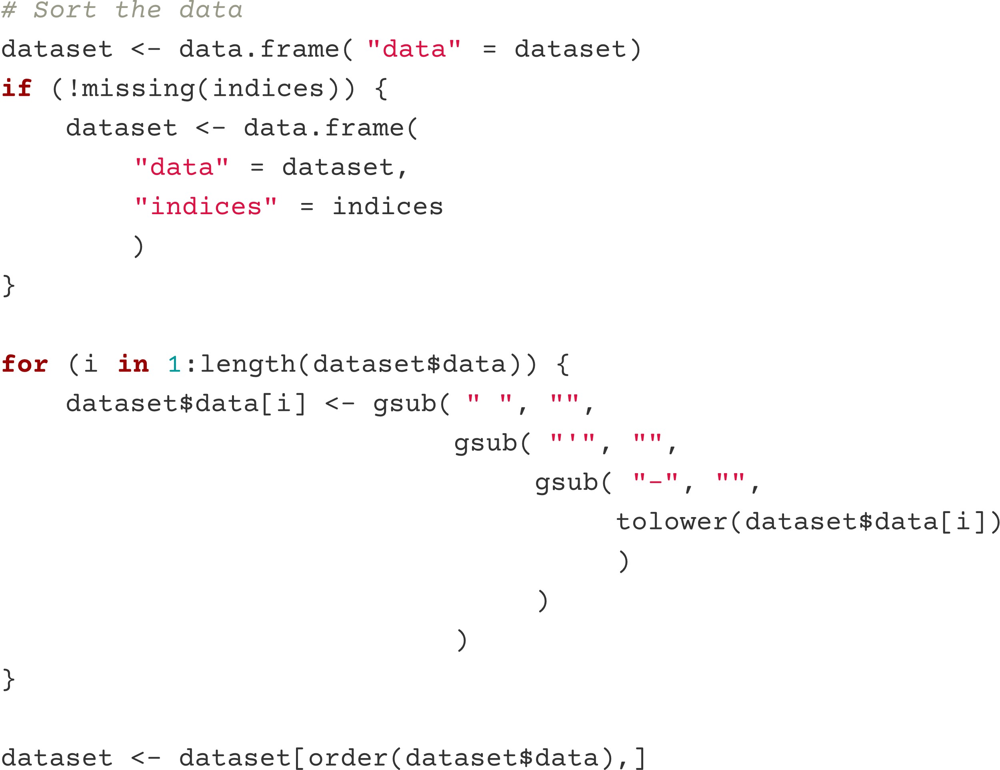 # Sort the data
dataset <- data.frame("data" = dataset)
if (!missing(indices)) {
    dataset <- data.frame(
        "data" = dataset,
        "indices" = indices
        )
}

for (i in 1:length(dataset$data)) {
    dataset$data[i] <- gsub(" ", "",
                            gsub("'", "",
                                 gsub("-", "",
                                      tolower(dataset$data[i])
                                      )
                                 )
                            )
}

dataset <- dataset[order(dataset$data),]